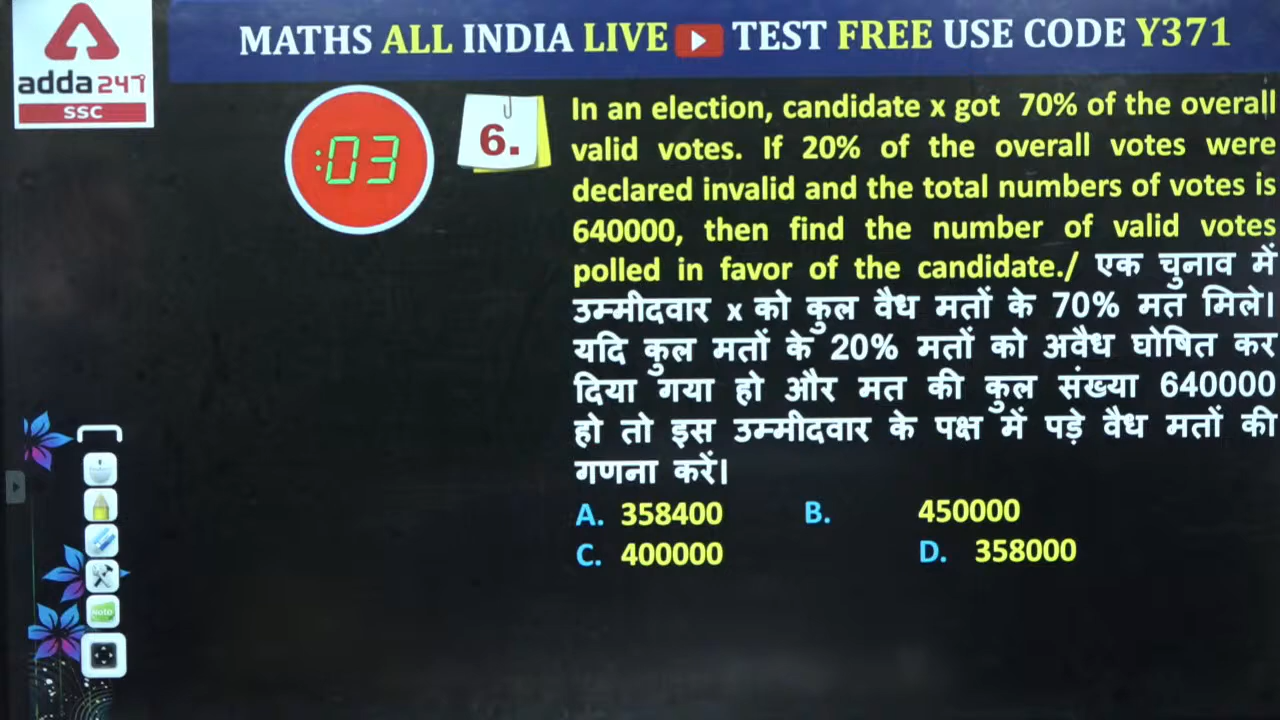 MATHS ALL INDIA LIVE TEST FREE USE CODE Y371
adda247
SSC
:03
6.
In an election, candidate x got 70% of the overall
valid votes. If 20% of the overall votes were
declared invalid and the total numbers of votes is
640000, then find the number of valid votes
polled in favor of the candidate./ एक चुनाव में
उम्मीदवार x को कुल वैध मतों के 70% मत मिले।
यदि कुल मतों के 20% मतों को अवैध घोषित कर
दिया गया हो और मत की कुल संख्या 640000
हो तो इस उम्मीदवार के पक्ष में पड़े वैध मतों की
गणना करें।
A. 358400 B. 450000
C. 400000 D. 358000